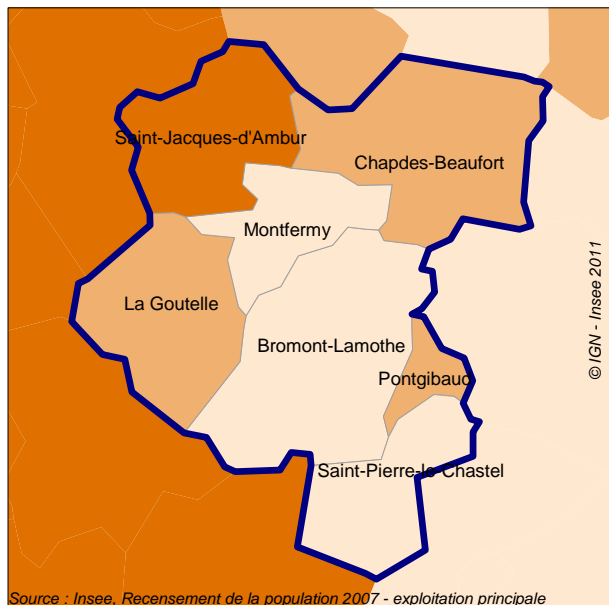 Saint-Jacques-d'Ambur
Chapdes-Beaufort
Montfermy
La Goutelle
Bromont-Lamothe
Pontgibaud
Saint-Pierre-le-Chastel
© IGN - Insee 2011
Source : Insee, Recensement de la population 2007 - exploitation principale